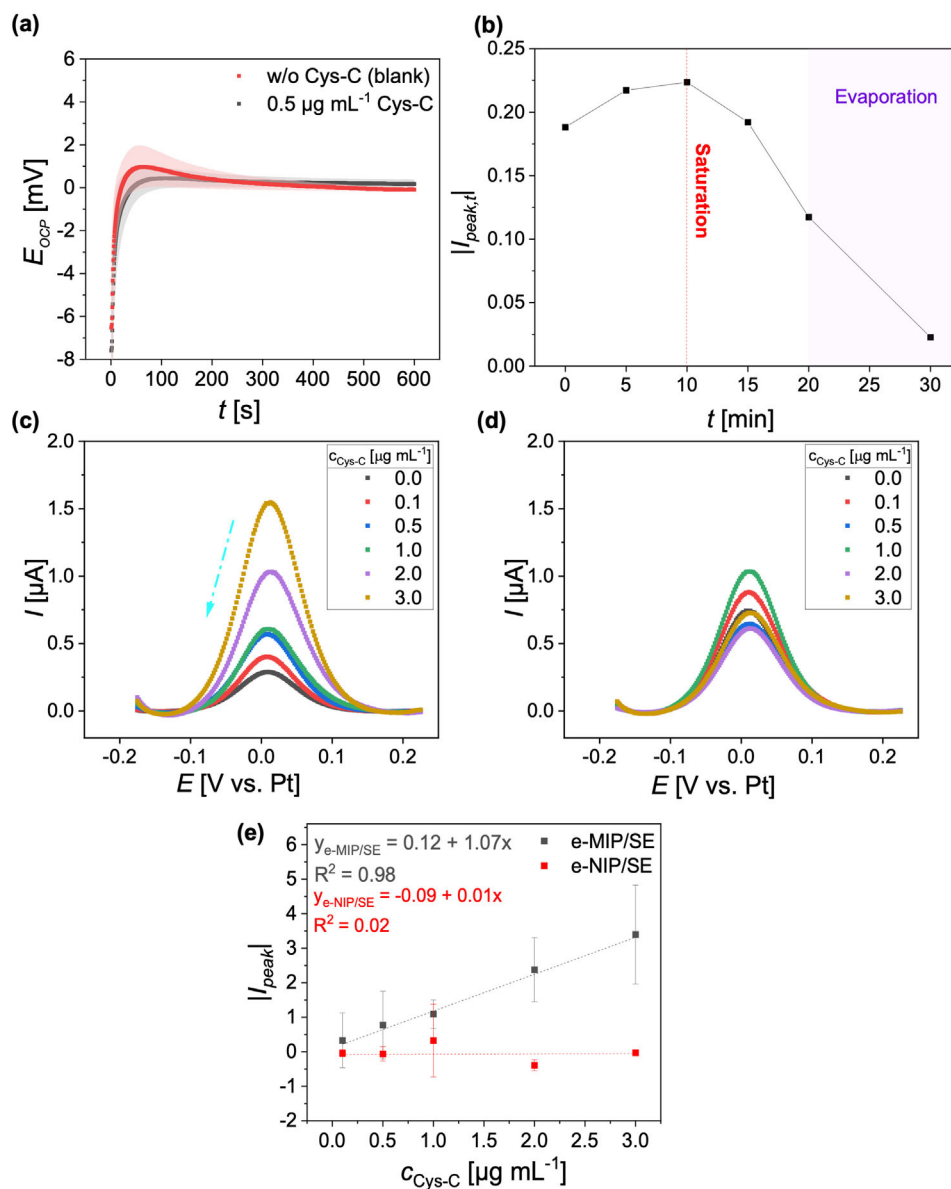 (a)
6
4
2
0
-2
-4
-6
-8
E_OCP [mV]
w/o Cys-C (blank)
0.5 µg mL⁻¹ Cys-C
0 100 200 300 400 500 600
t [s]
(b)
0.25
0.20
0.15
0.10
0.05
0.00
|I_peak,t|
Saturation
Evaporation
0 5 10 15 20 25 30
t [min]
(c)
2.0
1.5
1.0
0.5
0.0
I [µA]
c_Cys-C [µg mL⁻¹]
0.0
0.1
0.5
1.0
2.0
3.0
-0.2 -0.1 0.0 0.1 0.2
E [V vs. Pt]
(d)
2.0
1.5
1.0
0.5
0.0
I [µA]
c_Cys-C [µg mL⁻¹]
0.0
0.1
0.5
1.0
2.0
3.0
-0.2 -0.1 0.0 0.1 0.2
E [V vs. Pt]
(e)
6
5
4
3
2
1
0
-1
-2
|I_peak|
y_e-MIP/SE = 0.12 + 1.07x
R² = 0.98
y_e-NIP/SE = -0.09 + 0.01x
R² = 0.02
e-MIP/SE
e-NIP/SE
0.0 0.5 1.0 1.5 2.0 2.5 3.0
c_Cys-C [µg mL⁻¹]